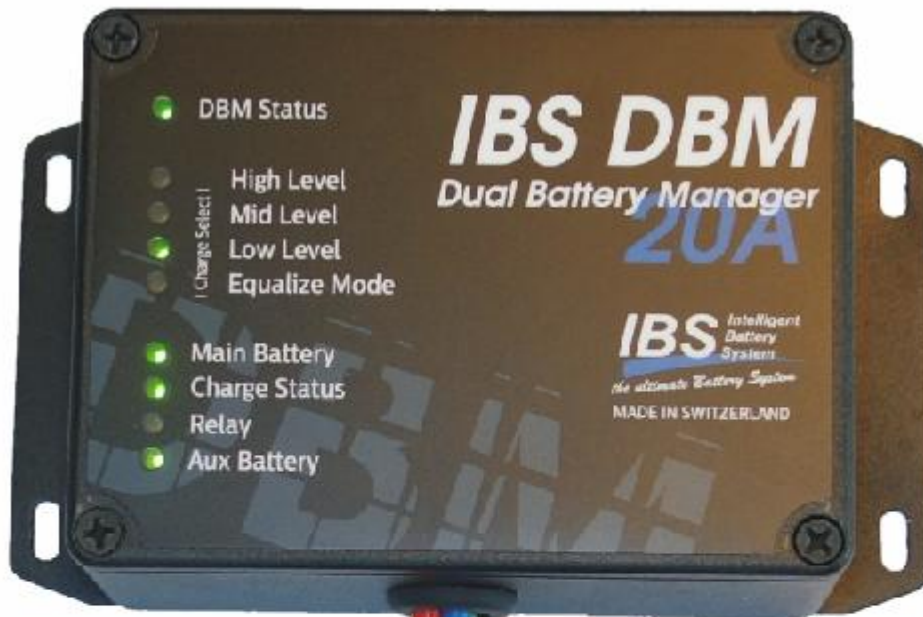 DBM Status
High Level
Mid Level
Low Level
Equalize Mode
| Charge Select |
Main Battery
Charge Status
Relay
Aux Battery
IBS DBM
Dual Battery Manager
20A
IBS
Intelligent
Battery
System
the ultimate Battery System
MADE IN SWITZERLAND
DBM